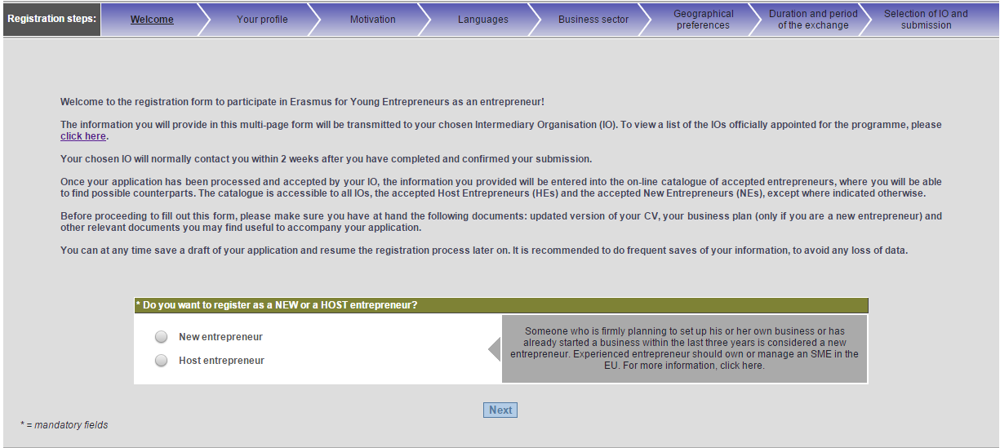 Registration steps:
Welcome
Your profile
Motivation
Languages
Business sector
Geographical
preferences
Duration and period
of the exchange
Selection of IO and
submission
Welcome to the registration form to participate in Erasmus for Young Entrepreneurs as an entrepreneur!
The information you will provide in this multi-page form will be transmitted to your chosen Intermediary Organisation (IO). To view a list of the IOs officially appointed for the programme, please
click here.
Your chosen IO will normally contact you within 2 weeks after you have completed and confirmed your submission.
Once your application has been processed and accepted by your IO, the information you provided will be entered into the on-line catalogue of accepted entrepreneurs, where you will be able
to find possible counterparts. The catalogue is accessible to all IOs, the accepted Host Entrepreneurs (HEs) and the accepted New Entrepreneurs (NEs), except where indicated otherwise.
Before proceeding to fill out this form, please make sure you have at hand the following documents: updated version of your CV, your business plan (only if you are a new entrepreneur) and
other relevant documents you may find useful to accompany your application.
You can at any time save a draft of your application and resume the registration process later on. It is recommended to do frequent saves of your information, to avoid any loss of data.
* Do you want to register as a NEW or a HOST entrepreneur?
New entrepreneur
Host entrepreneur
Someone who is firmly planning to set up his or her own business or has
already started a business within the last three years is considered a new
entrepreneur. Experienced entrepreneur should own or manage an SME in the
EU. For more information, click here.
Next
* = mandatory fields